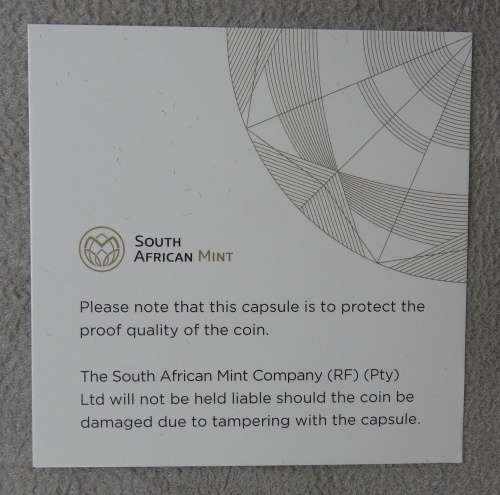 South
African Mint
Please note that this capsule is to protect the
proof quality of the coin.
The South African Mint Company (RF) (Pty)
Ltd will not be held liable should the coin be
damaged due to tampering with the capsule.